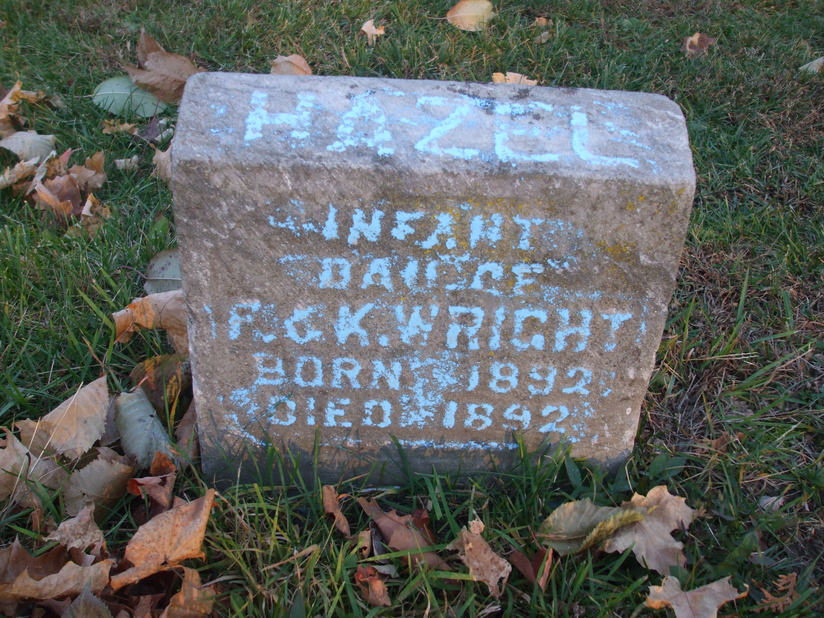 HAZEL
INFANT
DAU. OF
F. & K. WRIGHT
BORN 1892
DIED 1892